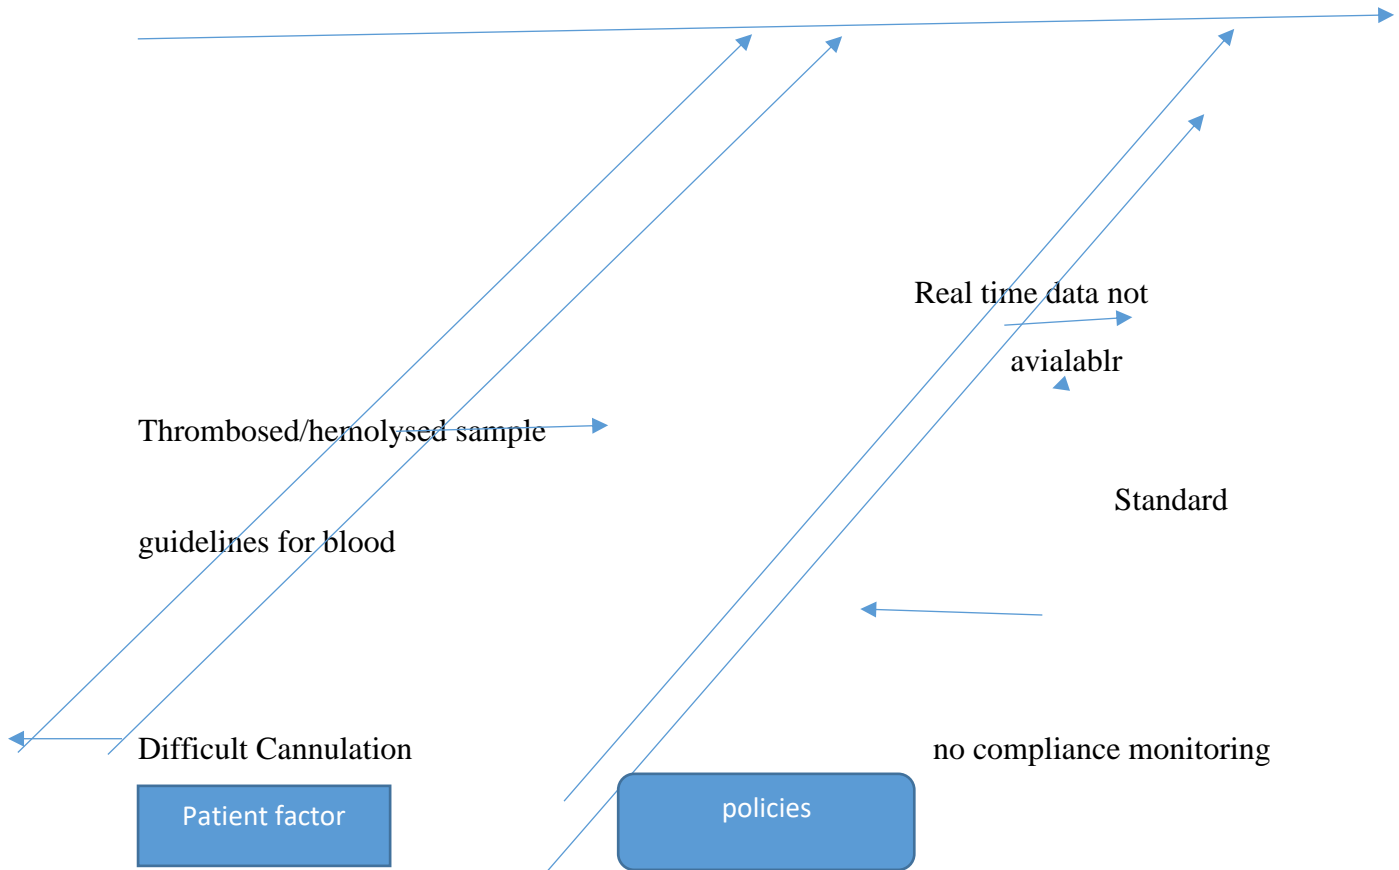 Real time data not
avialablr
Thrombosed/hemolysed sample
Standard
guidelines for blood
Difficult Cannulation
no compliance monitoring
Patient factor
policies